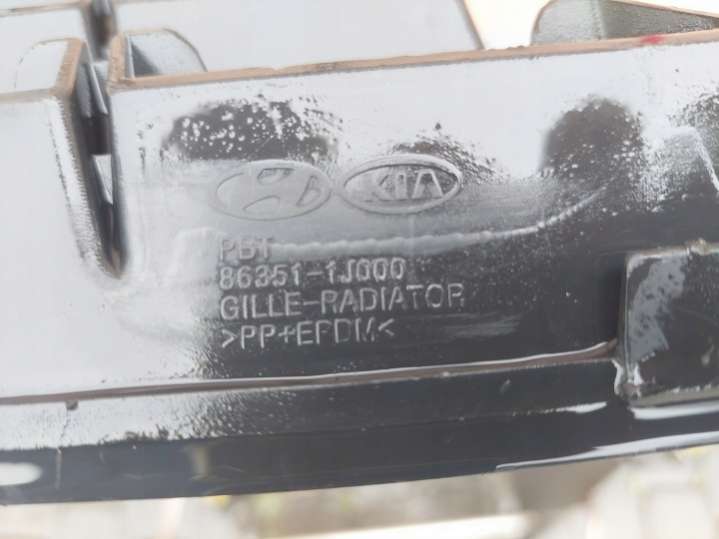 KIA
PBT
86351-1J000
GILLE-RADIATOR
>PP+EPDM<